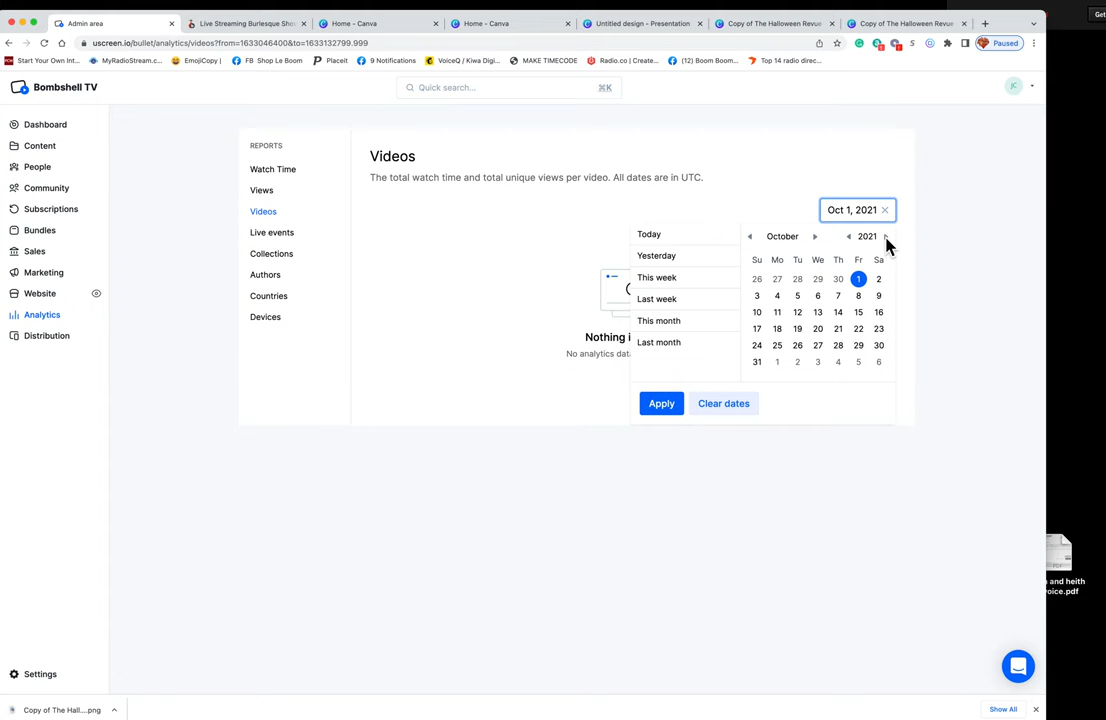 Admin area
Live Streaming Burlesque Sho
Home - Canva
Home - Canva
Untitled design - Presentation
Copy of The Halloween Revue
Copy of The Halloween Revue
Get
uscreen.io/bullet/analytics/videos?from=1633046400&to=1633132799.999
Paused
Start Your Own Int...
MyRadioStream.c...
EmojiCopy |
FB Shop Le Boom
Placeit
9 Notifications
VoiceQ / Kiwa Digi...
MAKE TIMECODE
Radio.co | Create...
(12) Boom Boom...
Top 14 radio direc...
Bombshell TV
Quick search...
⌘K
JC
Dashboard
Content
People
Community
Subscriptions
Bundles
Sales
Marketing
Website
Analytics
Distribution
Settings
REPORTS
Watch Time
Views
Videos
Live events
Collections
Authors
Countries
Devices
Videos
The total watch time and total unique views per video. All dates are in UTC.
Oct 1, 2021
Nothing i
No analytics dat
Today
Yesterday
This week
Last week
This month
Last month
October 2021
Su Mo Tu We Th Fr Sa
26 27 28 29 30 1 2
3 4 5 6 7 8 9
10 11 12 13 14 15 16
17 18 19 20 21 22 23
24 25 26 27 28 29 30
31 1 2 3 4 5 6
Apply
Clear dates
PDF
and heith
voice.pdf
Copy of The Hall....png
Show All